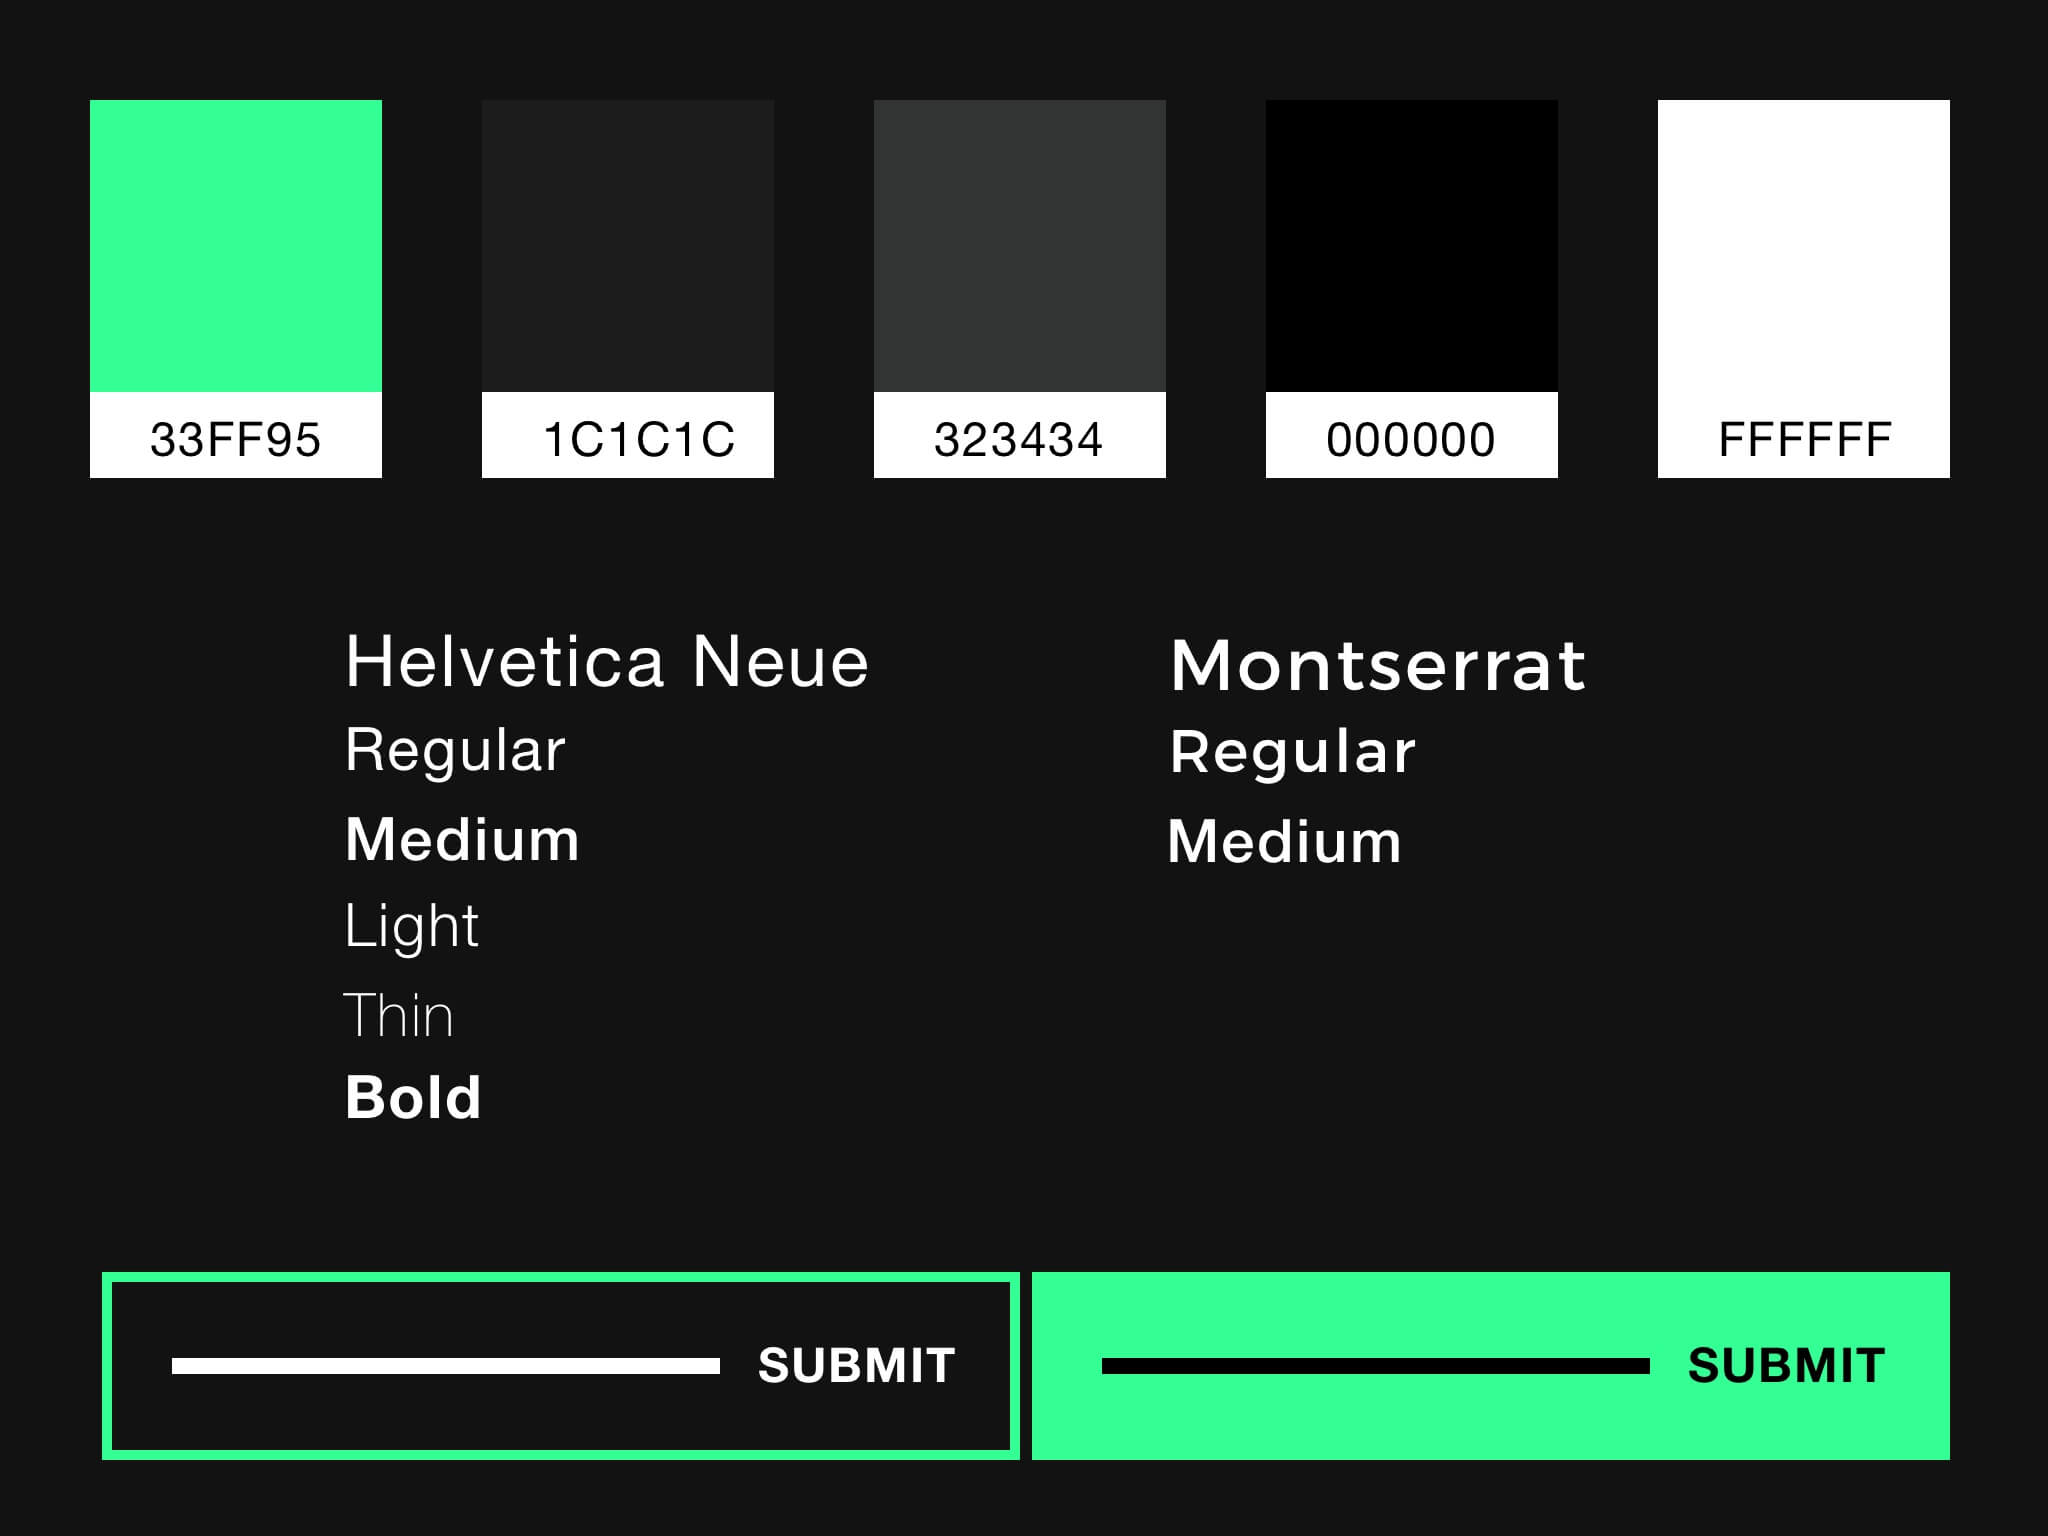 33FF95
1C1C1C
323434
000000
FFFFFF
Helvetica Neue
Regular
Medium
Light
Thin
Bold
Montserrat
Regular
Medium
SUBMIT
SUBMIT